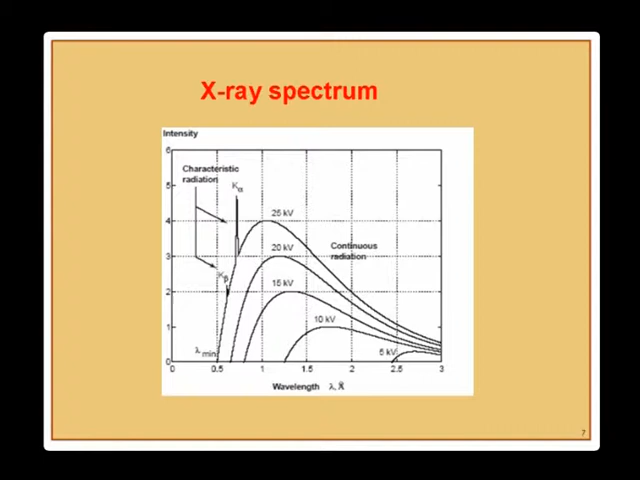 X-ray spectrum
Intensity
6
5
4
3
2
1
0
Characteristic
radiation
Kα
Kβ
25 kV
20 kV
15 kV
10 kV
5 kV
Continuous
radiation
λ min
0 0.5 1 1.5 2 2.5 3
Wavelength λ, Å
7